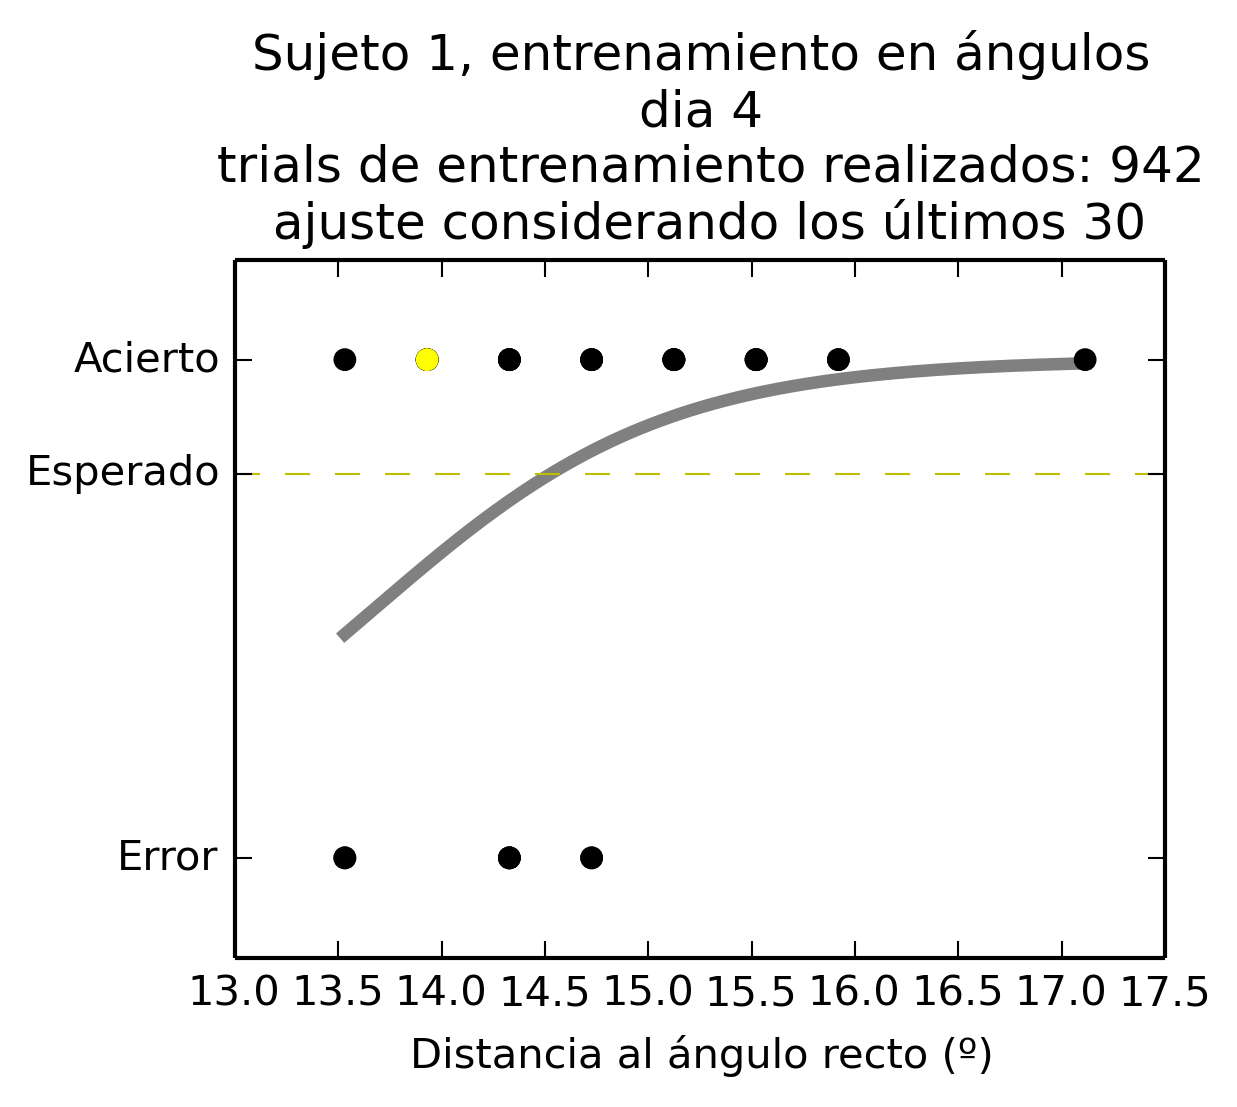 Sujeto 1, entrenamiento en ángulos
dia 4
trials de entrenamiento realizados: 942
ajuste considerando los últimos 30
Acierto
Esperado
Error
13.0 13.5 14.0 14.5 15.0 15.5 16.0 16.5 17.0 17.5
Distancia al ángulo recto (º)